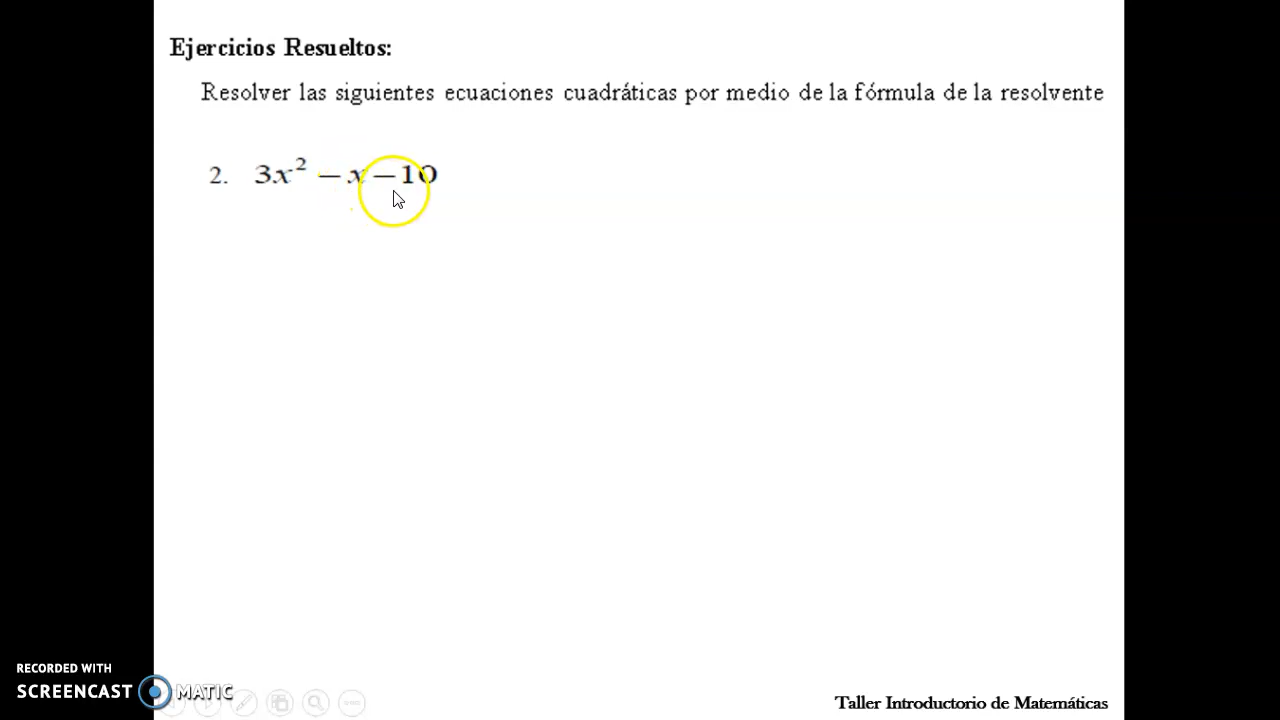 Ejercicios Resueltos:
Resolver las siguientes ecuaciones cuadráticas por medio de la fórmula de la resolvente
2. 3x² − x − 10
RECORDED WITH
SCREENCAST MATIC
Taller Introductorio de Matemáticas